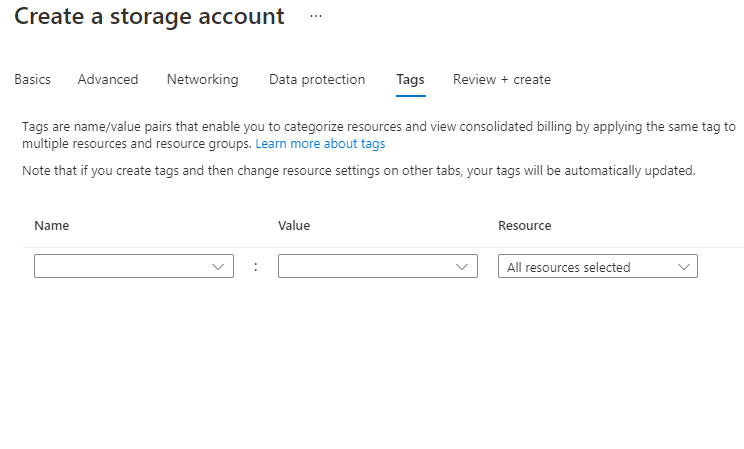 Create a storage account ...
Basics Advanced Networking Data protection Tags Review + create
Tags are name/value pairs that enable you to categorize resources and view consolidated billing by applying the same tag to
multiple resources and resource groups. Learn more about tags
Note that if you create tags and then change resource settings on other tabs, your tags will be automatically updated.
Name Value Resource
: All resources selected